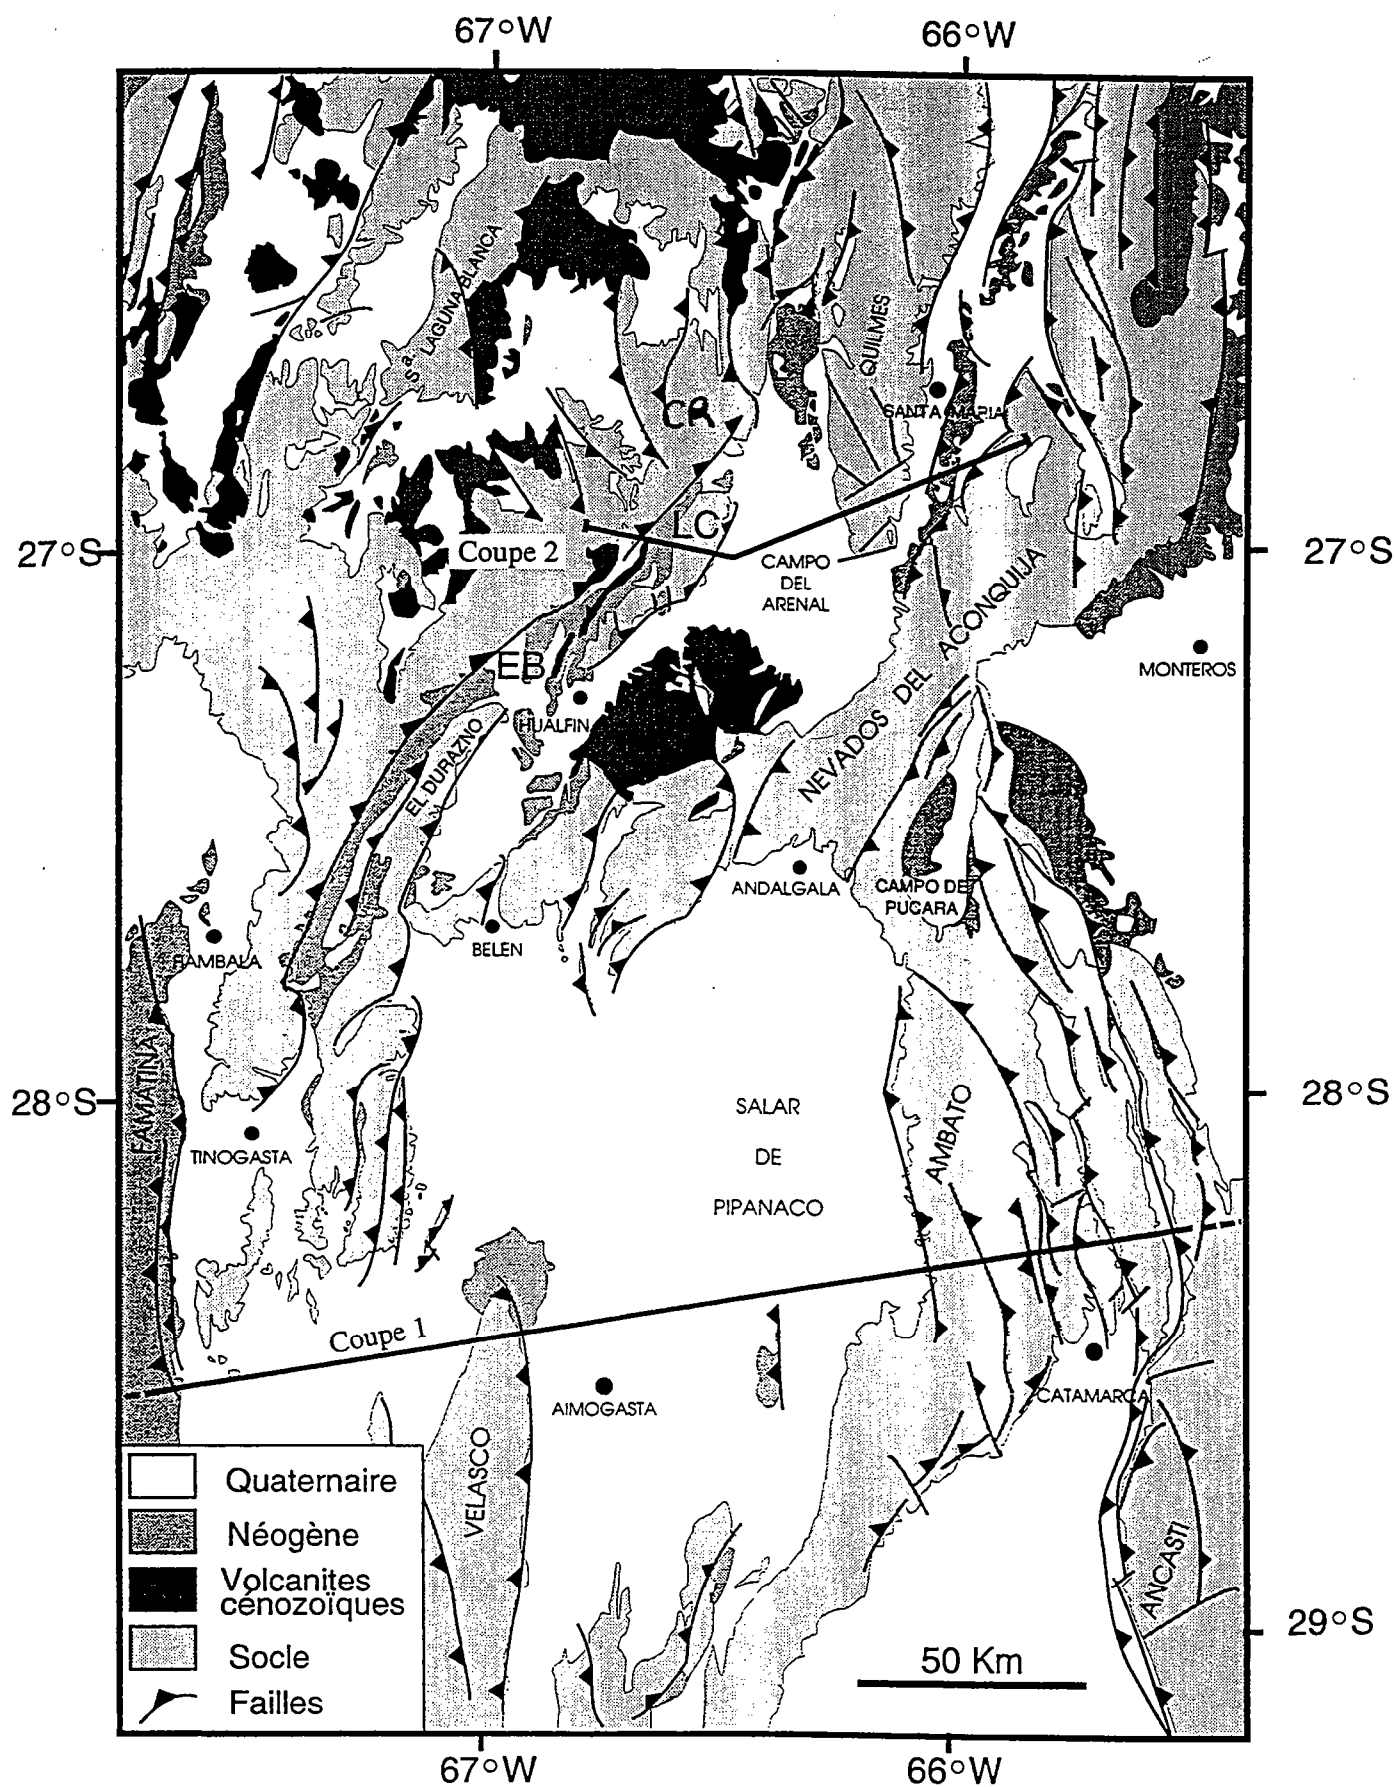 67°W
66°W
Sª LAGUNA BLANCA
QUILMES
CR
SANTA MARIA
LC
27°S
Coupe 2
27°S
CAMPO
DEL
ARENAL
EB
MONTEROS
HUALFIN
EL DURAZNO
NEVADOS DEL ACONQUIJA
ANDALGALA
CAMPO DE
PUCARA
BELEN
FIAMBALA
FAMATINA
28°S
28°S
SALAR
DE
PIPANACO
AMBATO
TINOGASTA
Coupe 1
CATAMARCA
AIMOGASTA
VELASCO
ANCASTI
Quaternaire
Néogène
Volcanites
cénozoïques
Socle
Failles
29°S
50 Km
67°W
66°W